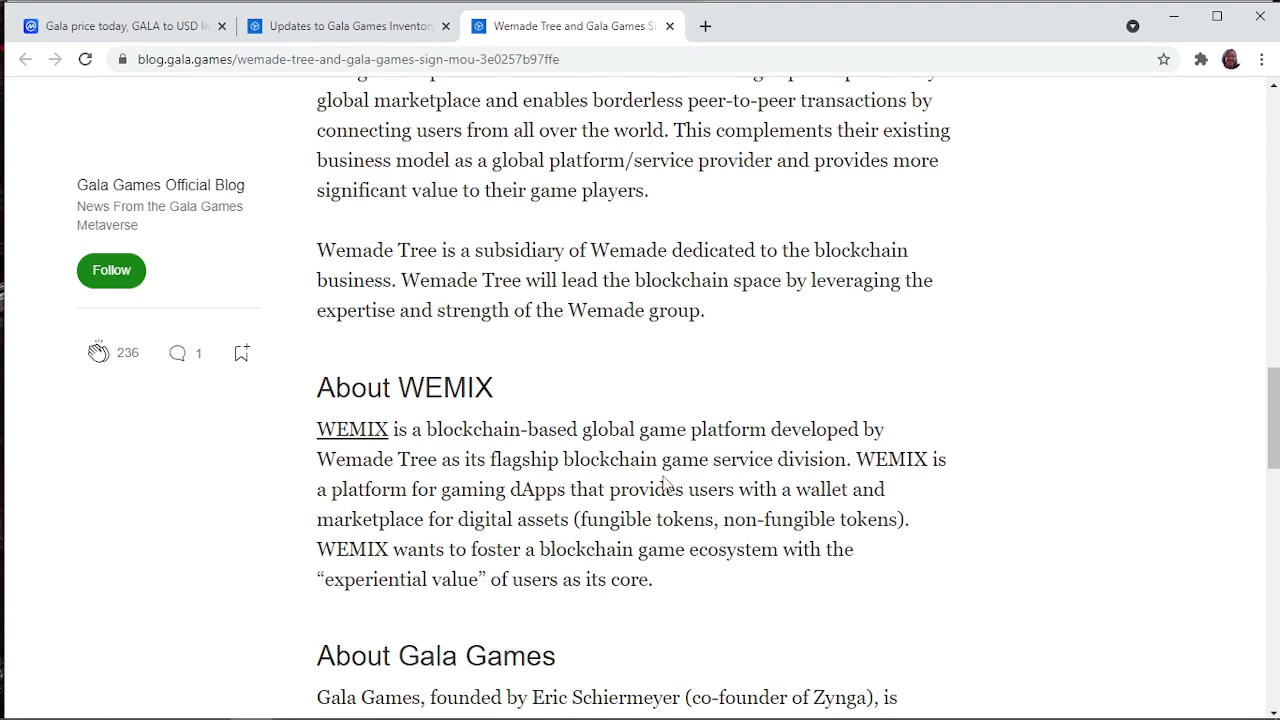 Gala price today, GALA to USD li
Updates to Gala Games Inventory
Wemade Tree and Gala Games Si
blog.gala.games/wemade-tree-and-gala-games-sign-mou-3e0257b97ffe
global marketplace and enables borderless peer-to-peer transactions by
connecting users from all over the world. This complements their existing
business model as a global platform/service provider and provides more
significant value to their game players.
Gala Games Official Blog
News From the Gala Games
Metaverse
Follow
236
1
Wemade Tree is a subsidiary of Wemade dedicated to the blockchain
business. Wemade Tree will lead the blockchain space by leveraging the
expertise and strength of the Wemade group.
About WEMIX
WEMIX is a blockchain-based global game platform developed by
Wemade Tree as its flagship blockchain game service division. WEMIX is
a platform for gaming dApps that provides users with a wallet and
marketplace for digital assets (fungible tokens, non-fungible tokens).
WEMIX wants to foster a blockchain game ecosystem with the
“experiential value” of users as its core.
About Gala Games
Gala Games, founded by Eric Schiermeyer (co-founder of Zynga), is